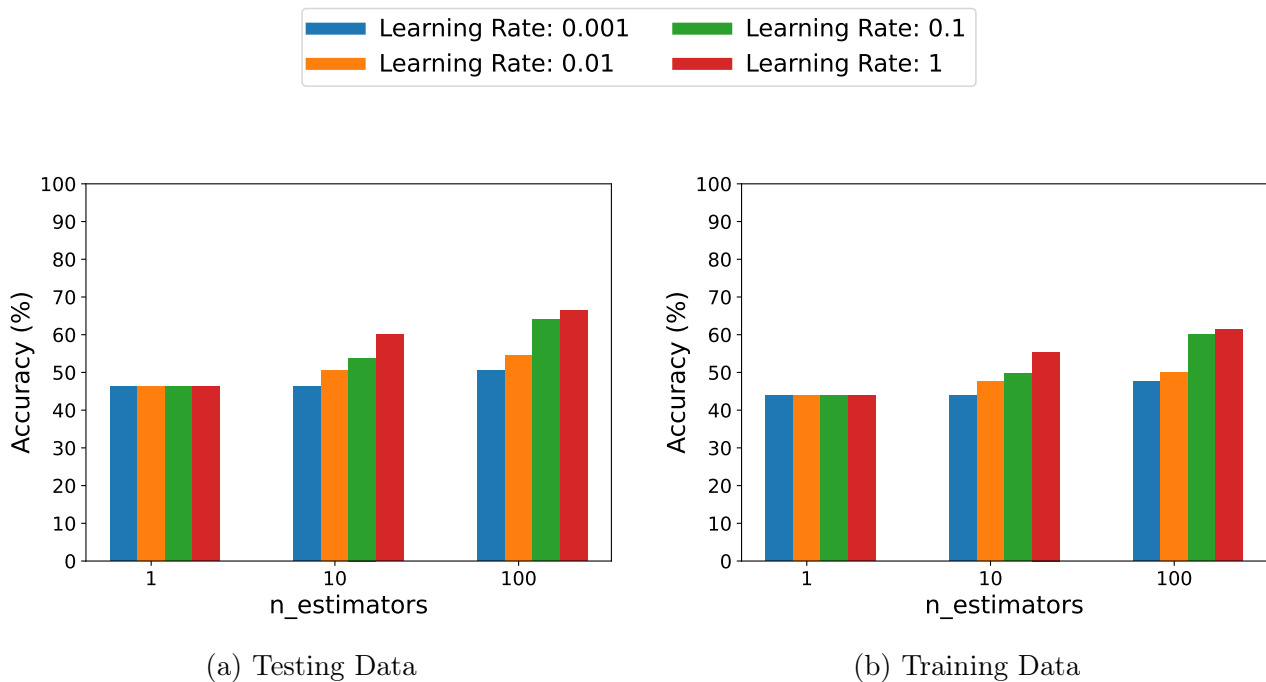 Learning Rate: 0.001
Learning Rate: 0.01
Learning Rate: 0.1
Learning Rate: 1
100
90
80
70
60
50
40
30
20
10
0
Accuracy (%)
1 10 100
n_estimators
(a) Testing Data
100
90
80
70
60
50
40
30
20
10
0
Accuracy (%)
1 10 100
n_estimators
(b) Training Data